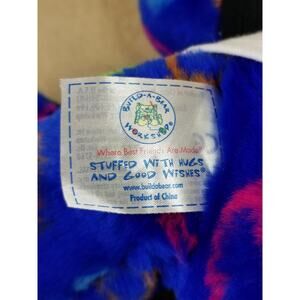 BUILD-A-BEAR
WORKSHOP®
Where Best Friends Are Made®
STUFFED WITH HUGS
AND GOOD WISHES®
www.buildabear.com
Product of China